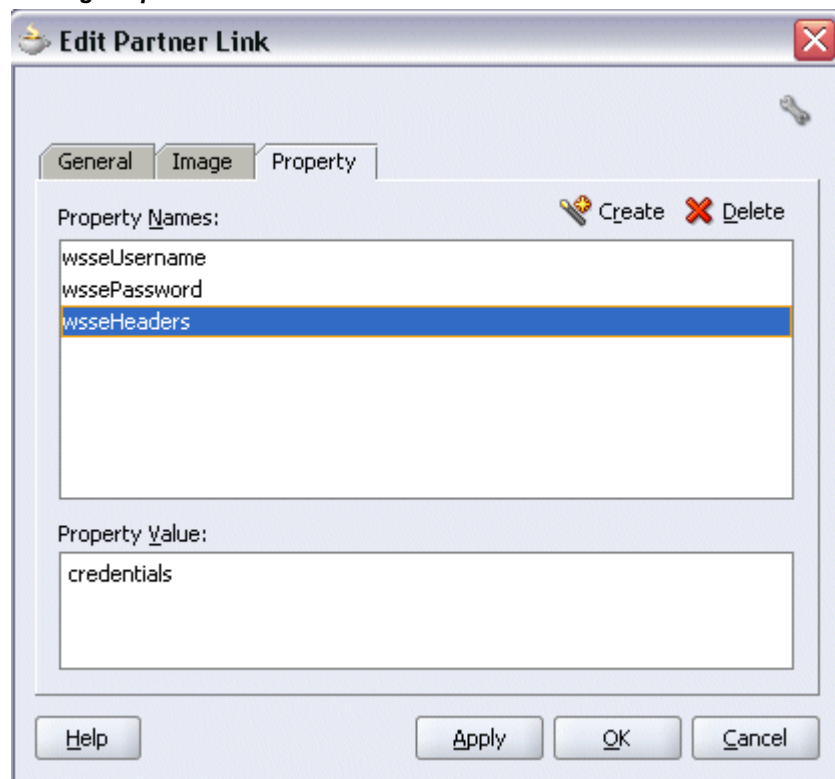 Edit Partner Link
General Image Property
Property Names: Create Delete
wsseUsername
wssePassword
wsseHeaders
Property Value:
credentials
Help Apply OK Cancel